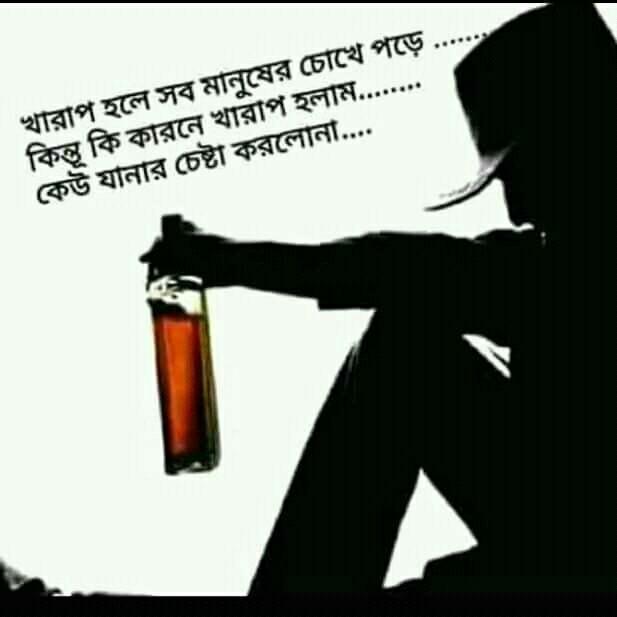 খারাপ হলে সব মানুষের চোখে পড়ে .......
কিন্তু কি কারনে খারাপ হলাম........
কেউ যানার চেষ্টা করলোনা....